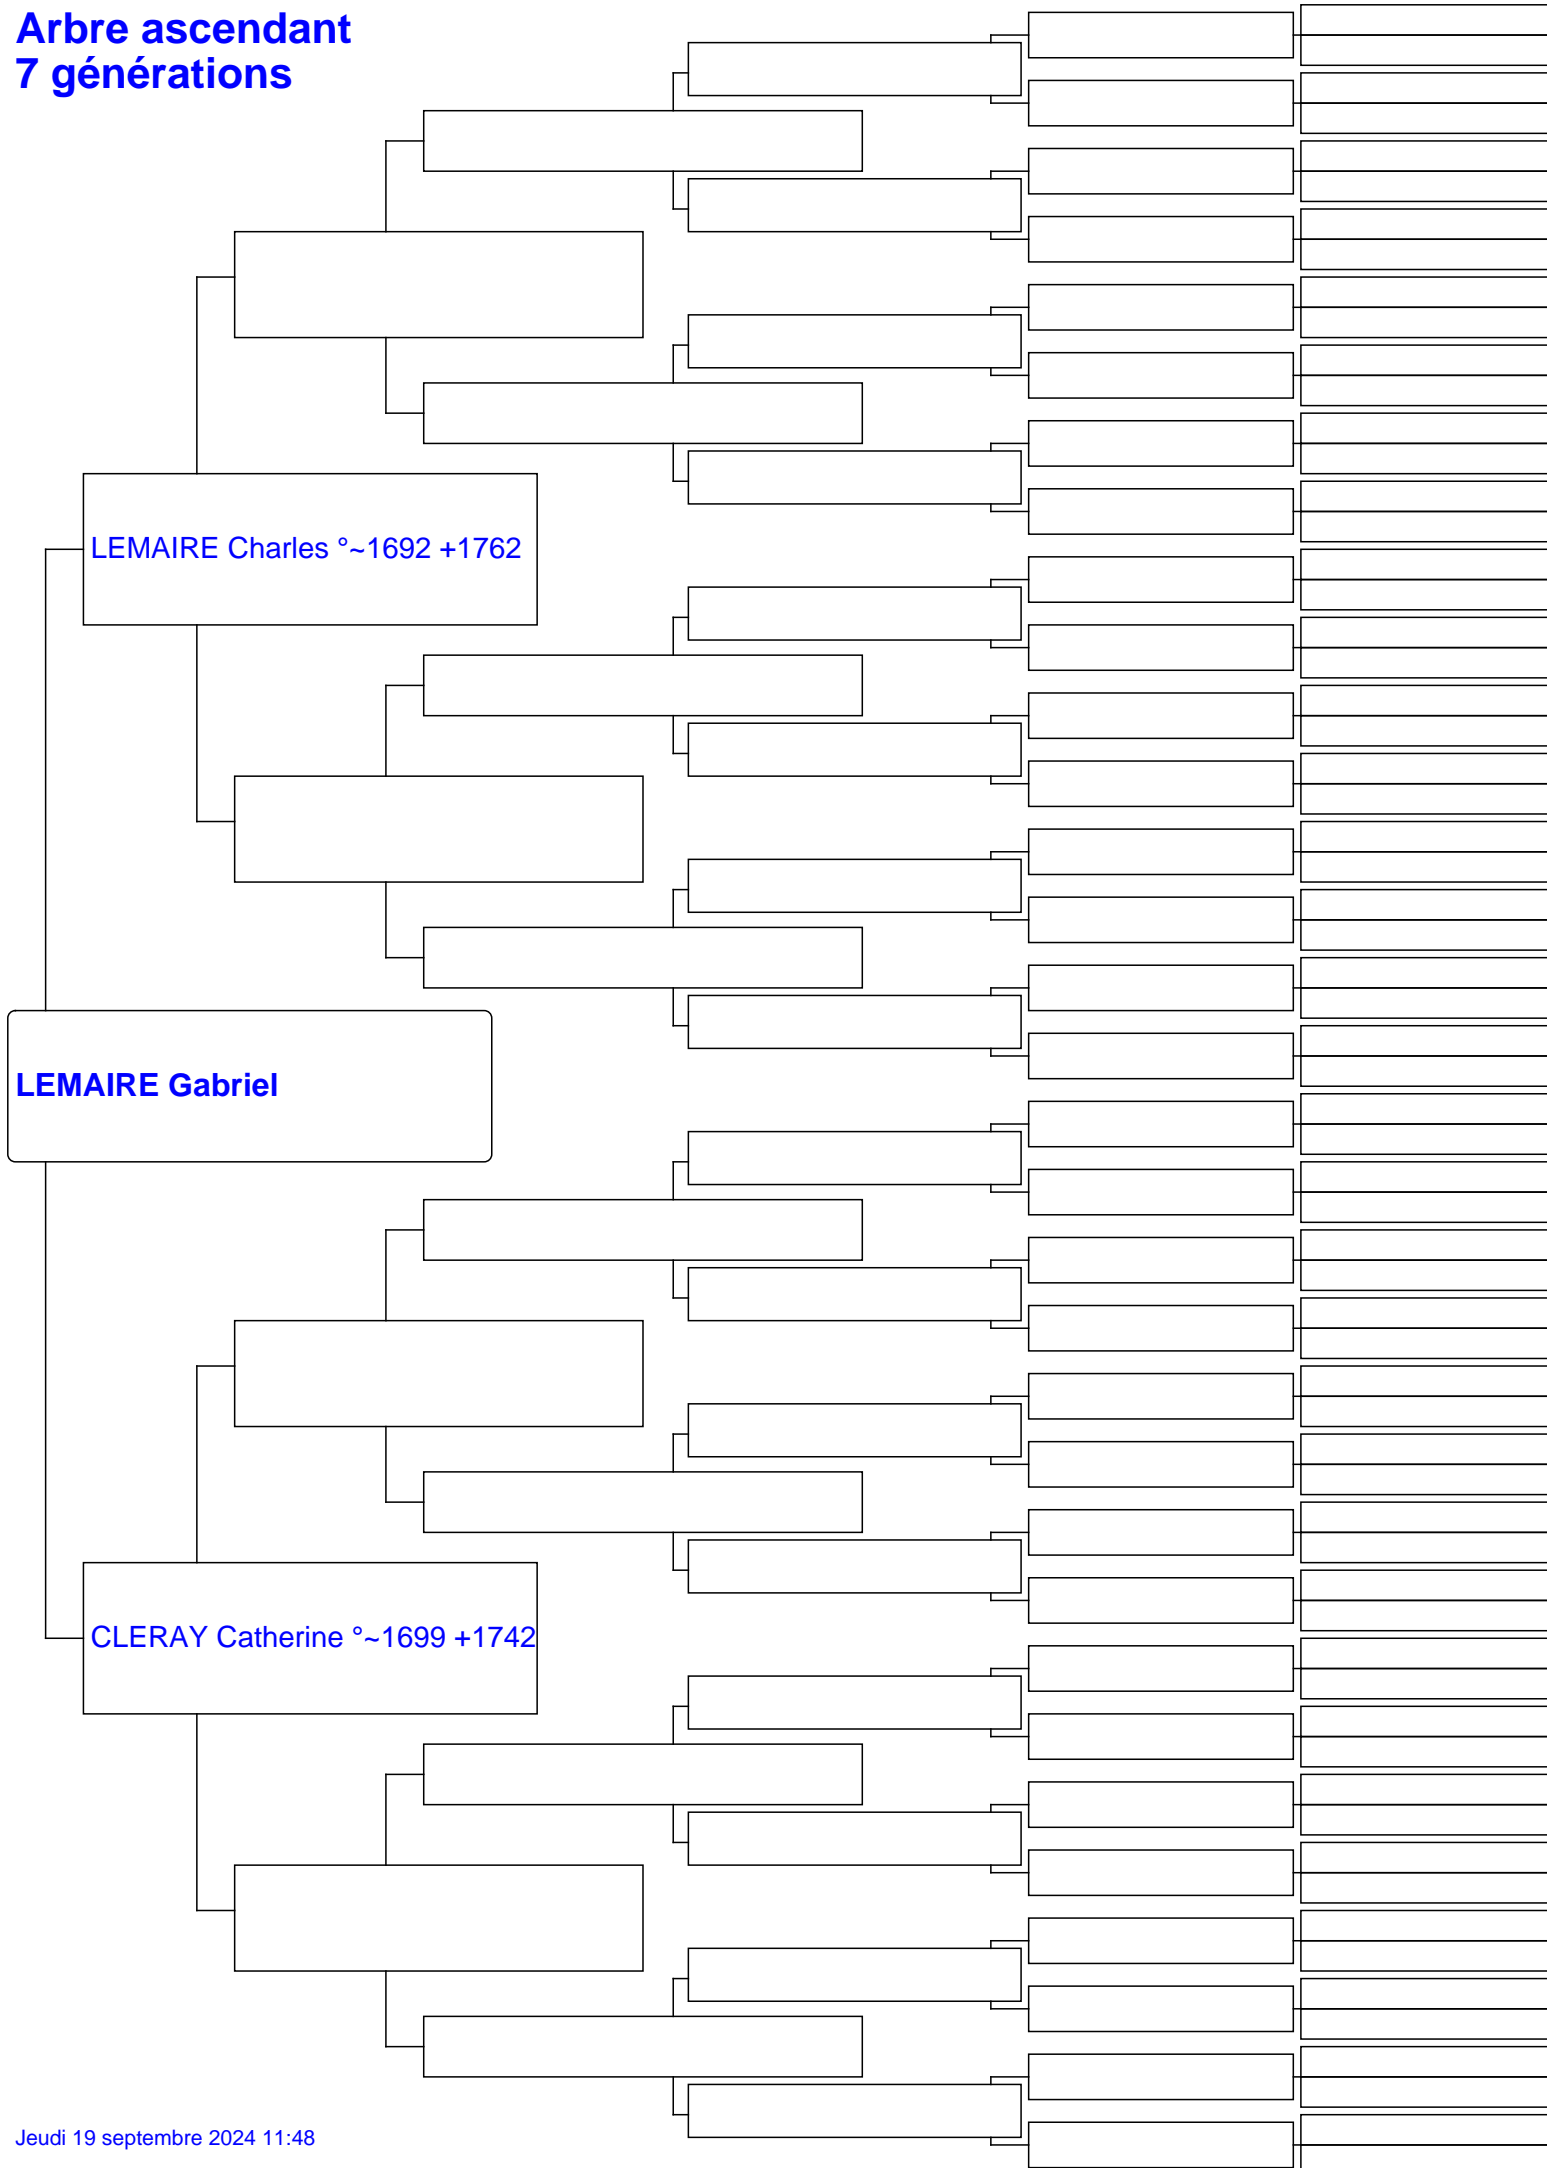 Arbre ascendant
7 générations
LEMAIRE Charles °~1692 +1762
LEMAIRE Gabriel
CLERAY Catherine °~1699 +1742
Jeudi 19 septembre 2024 11:48